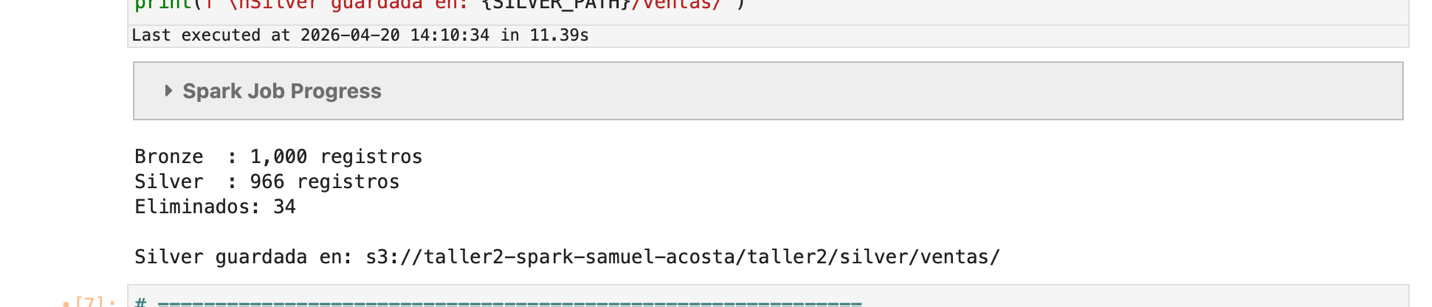 print(f"\nSilver guardada en: {SILVER_PATH}/ventas/")
Last executed at 2026-04-20 14:10:34 in 11.39s
Spark Job Progress
Bronze  : 1,000 registros
Silver  : 966 registros
Eliminados: 34
Silver guardada en: s3://taller2-spark-samuel-acosta/taller2/silver/ventas/
[7]: # ==============================================================